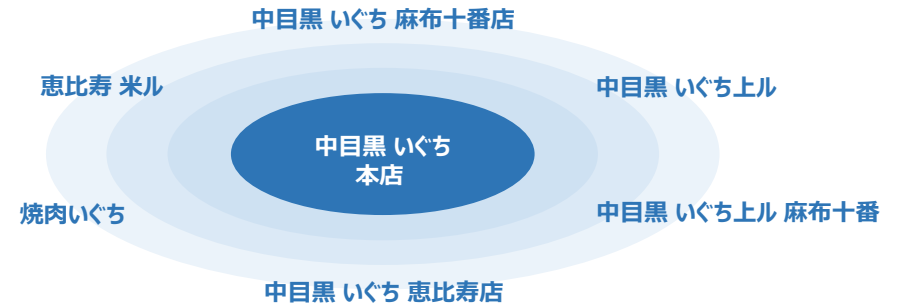 中目黒 いぐち 麻布十番店
恵比寿 米ル
中目黒 いぐち上ル
中目黒 いぐち
本店
焼肉いぐち
中目黒 いぐち上ル 麻布十番
中目黒 いぐち 恵比寿店